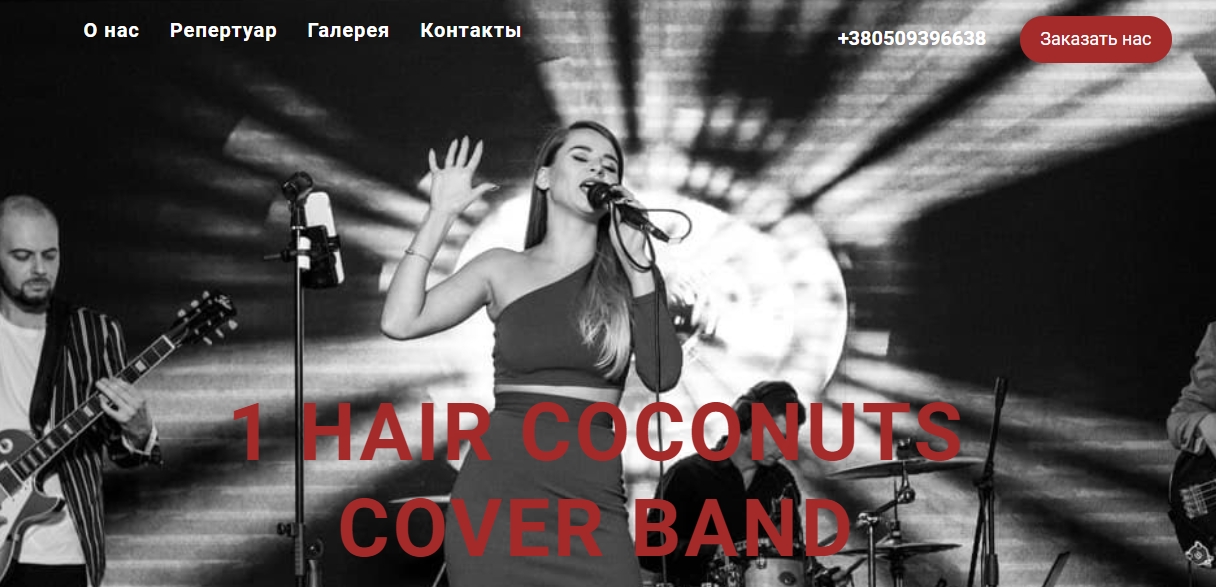 О нас Репертуар Галерея Контакты +380509396638 Заказать нас
1 HAIR COCONUTS
COVER BAND